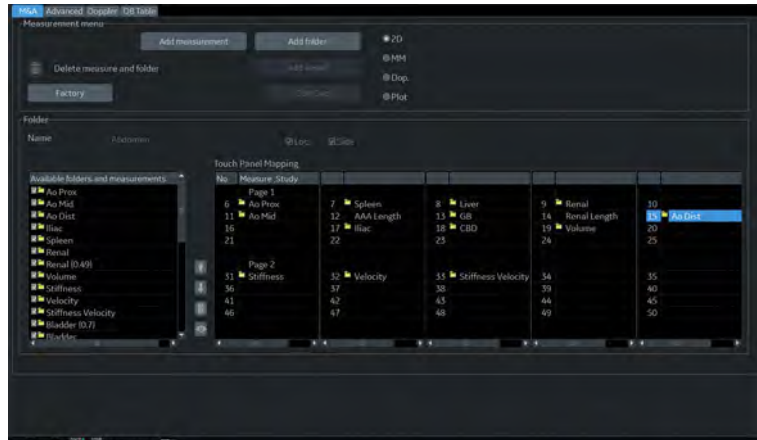 M&A Advanced Doppler OB Table
Measurement menu
Add measurement Add folder 2D
MM
Delete measure and folder
Dop.
Factory
Plot
Folder
Name Abdomen Side
Touch Panel Mapping
Available folders and measurements No Measure Study
Ao Prox Page 1
Ao Mid 6 Ao Prox 7 Spleen 8 Liver 9 Renal 10
Ao Dist 11 Ao Mid 12 AAA Length 13 GB 14 Renal Length 15 Ao Dist
Iliac 16 17 Iliac 18 CBD 19 Volume 20
Spleen 21 22 23 24 25
Renal
Renal (0.49) Page 2
Volume 31 Stiffness 32 Velocity 33 Stiffness Velocity 34 35
Stiffness 36 37 38 39 40
Velocity 41 42 43 44 45
Stiffness Velocity 46 47 48 49 50
Bladder (0.7)
Bladder